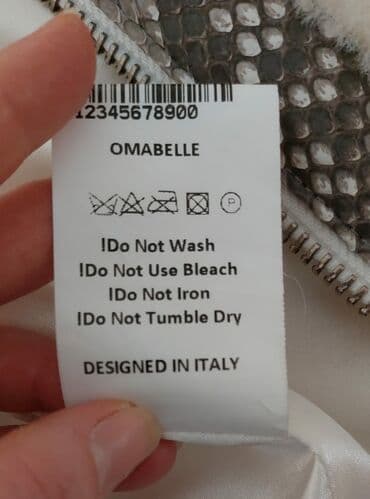 12345678900
OMABELLE
P
!Do Not Wash
!Do Not Use Bleach
!Do Not Iron
!Do Not Tumble Dry
DESIGNED IN ITALY